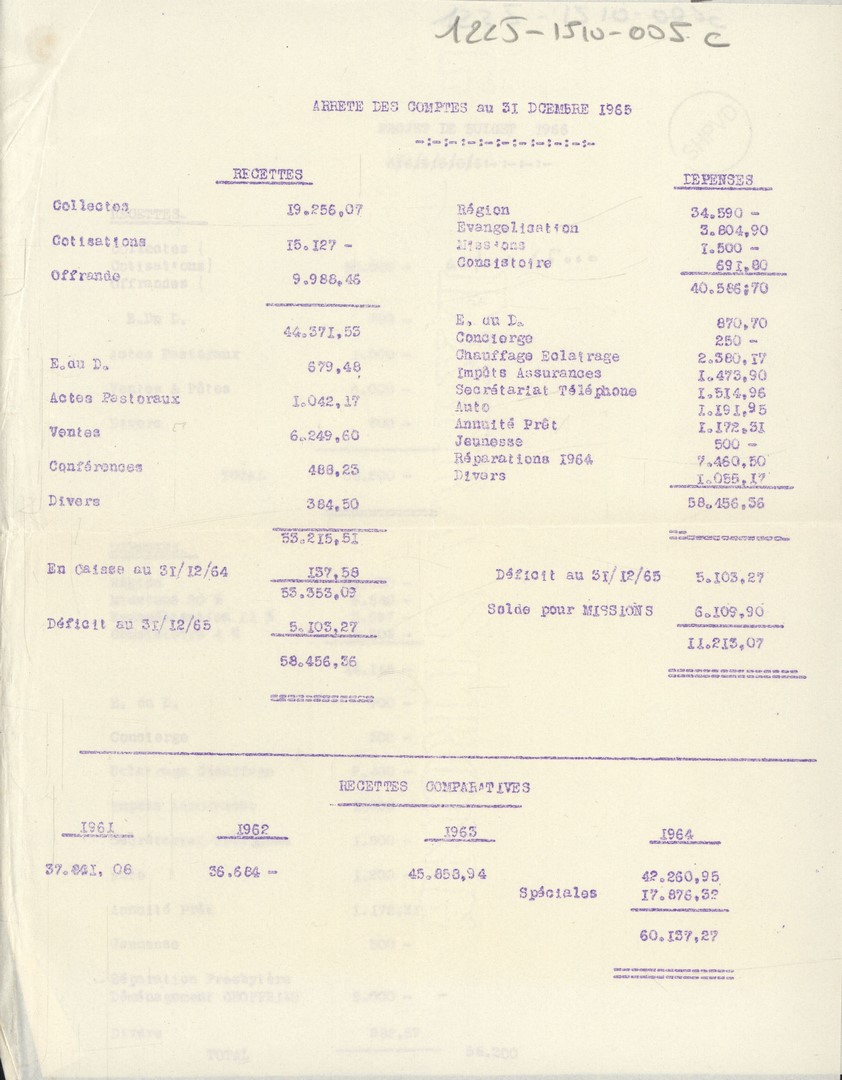 1225-1510-005 c
ARRETE DES COMPTES au 31 DCEMBRE 1965
RECETTES
Collectes 19.256,07
Cotisations 15.127 -
Offrande 9.988,46
44.371,53
E.du D. 679,48
Actes Pastoraux 1.042,17
Ventes 6.249,60
Conférences 488,23
Divers 384,50
53.215,51
En Caisse au 31/12/64 137,58
53.353,09
Déficit au 31/12/65 5.103,27
58.456,36
DEPENSES
Région 34.590 -
Evangelisation 3.804,90
Missions 1.500 -
Consistoire 691,80
40.586,70
E. du D. 870,70
Concierge 250 -
Chauffage Eclairage 2.380,17
Impôts Assurances 1.473,90
Secrétariat Téléphone 1.514,96
Auto 1.191,95
Annuité Prêt 1.172,31
Jeunesse 500 -
Réparations 1964 7.460,50
Divers 1.055,17
58.456,36
Déficit au 31/12/65 5.103,27
Solde pour MISSIONS 6.109,90
11.213,07
RECETTES COMPARATIVES
1961 1962 1963 1964
37.841, 06 36.684 - 45.858,94 42.260,95
Spéciales 17.876,32
60.137,27